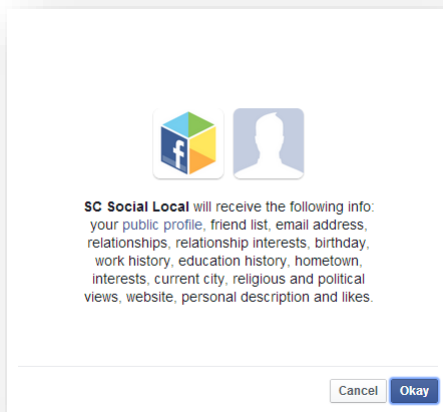 f
SC Social Local will receive the following info:
your public profile, friend list, email address,
relationships, relationship interests, birthday,
work history, education history, hometown,
interests, current city, religious and political
views, website, personal description and likes.
Cancel Okay